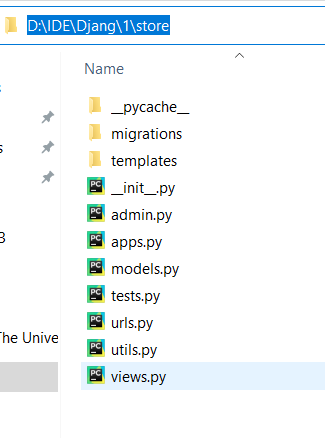 D:\IDE\Djang\1\store
Name
__pycache__
migrations
templates
__init__.py
admin.py
apps.py
models.py
tests.py
urls.py
The Unive
utils.py
views.py